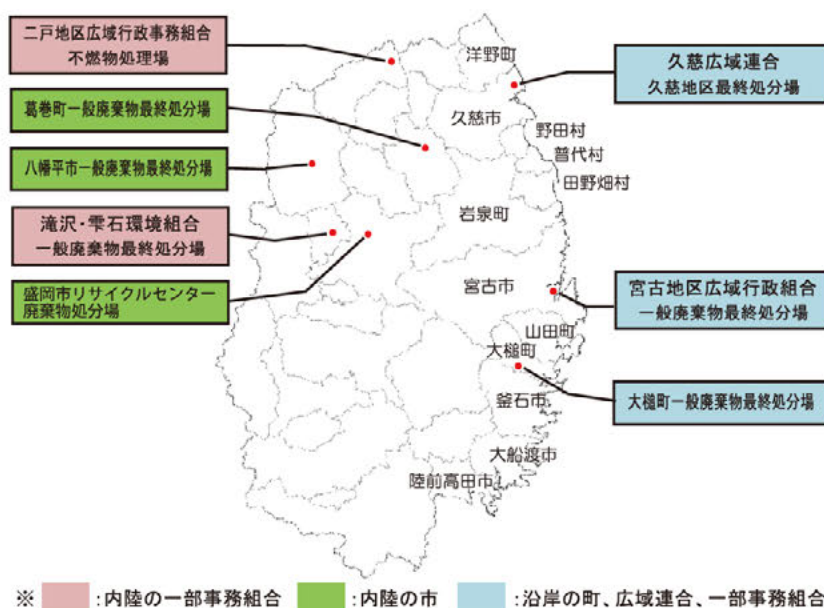 二戸地区広域行政事務組合
不燃物処理場
葛巻町一般廃棄物最終処分場
八幡平市一般廃棄物最終処分場
滝沢・雫石環境組合
一般廃棄物最終処分場
盛岡市リサイクルセンター
廃棄物処分場
洋野町
久慈市
野田村
普代村
田野畑村
岩泉町
宮古市
山田町
大槌町
釜石市
大船渡市
陸前高田市
久慈広域連合
久慈地区最終処分場
宮古地区広域行政組合
一般廃棄物最終処分場
大槌町一般廃棄物最終処分場
※ :内陸の一部事務組合 :内陸の市 :沿岸の町、広域連合、一部事務組合